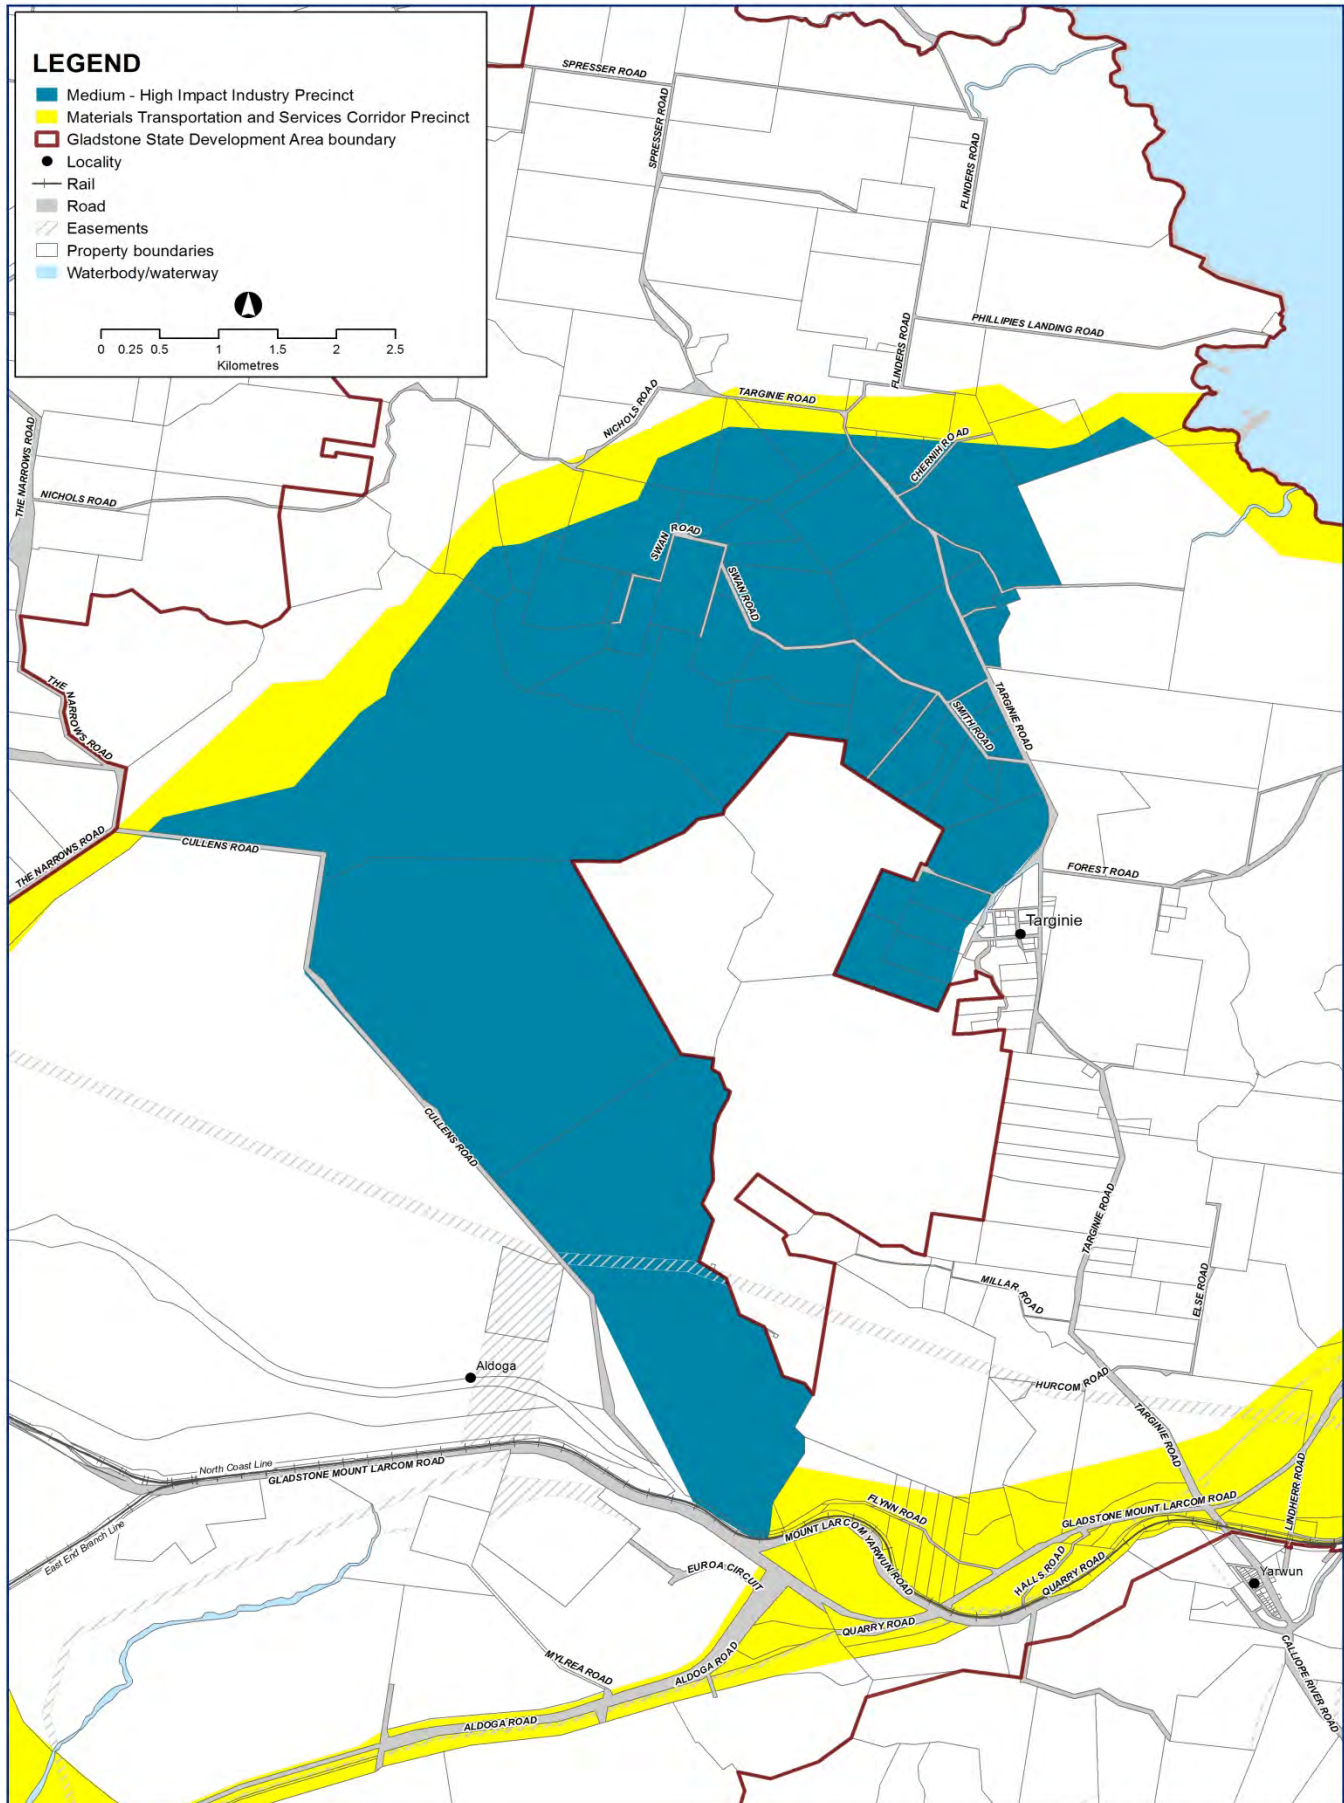 LEGEND
Medium - High Impact Industry Precinct
Materials Transportation and Services Corridor Precinct
Gladstone State Development Area boundary
Locality
Rail
Road
Easements
Property boundaries
Waterbody/waterway
0 0.25 0.5 1 1.5 2 2.5
Kilometres
SPRESSER ROAD
SPRESSER ROAD
FLINDERS ROAD
PHILLIPIES LANDING ROAD
FLINDERS ROAD
NICHOLS ROAD
TARGINIE ROAD
THE NARROWS ROAD
NICHOLS ROAD
CHERNIH ROAD
SWAN ROAD
SWAN ROAD
THE NARROWS ROAD
SMITH ROAD
TARGINIE ROAD
THE NARROWS ROAD
CULLENS ROAD
FOREST ROAD
Targinie
CULLENS ROAD
TARGINIE ROAD
ELSE ROAD
MILLAR ROAD
Aldoga
HURCOM ROAD
TARGINIE ROAD
North Coast Line
GLADSTONE MOUNT LARCOM ROAD
LINDHERR ROAD
FLYNN ROAD
GLADSTONE MOUNT LARCOM ROAD
East End Branch Line
MOUNT LARCOM YARWUN ROAD
EUROA CIRCUIT
HALLS ROAD
QUARRY ROAD
Yarwun
QUARRY ROAD
MYLREA ROAD
ALDOGA ROAD
CALLIOPE RIVER ROAD
ALDOGA ROAD